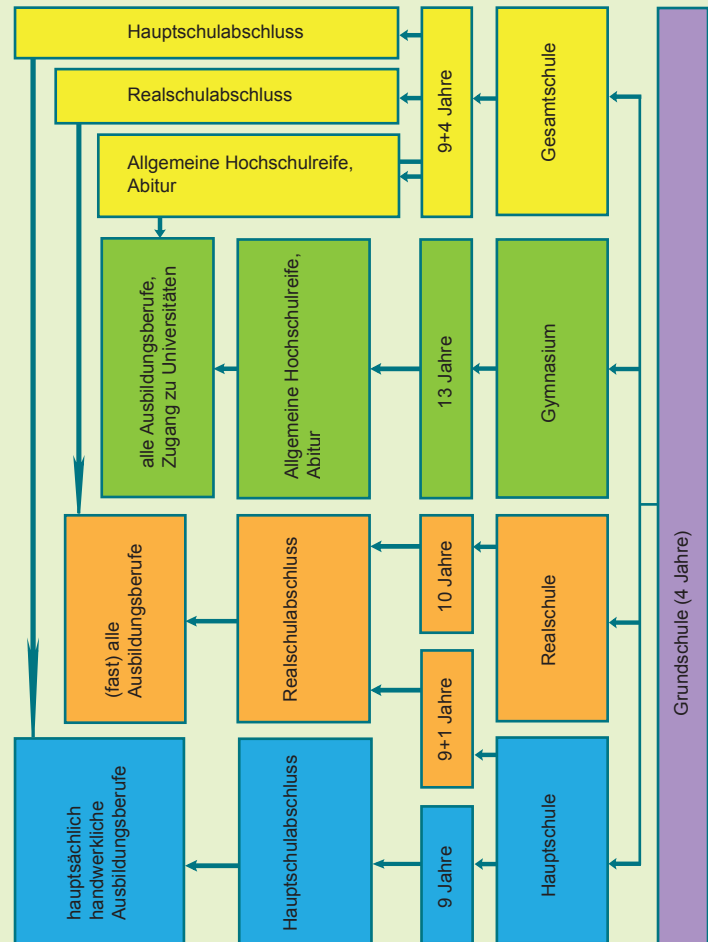 Hauptschulabschluss
Realschulabschluss
Allgemeine Hochschulreife,
Abitur
9+4 Jahre
Gesamtschule
alle Ausbildungsberufe,
Zugang zu Universitäten
Allgemeine Hochschulreife,
Abitur
13 Jahre
Gymnasium
(fast) alle
Ausbildungsberufe
Realschulabschluss
10 Jahre
9+1 Jahre
Realschule
hauptsächlich
handwerkliche
Ausbildungsberufe
Hauptschulabschluss
9 Jahre
Hauptschule
Grundschule (4 Jahre)